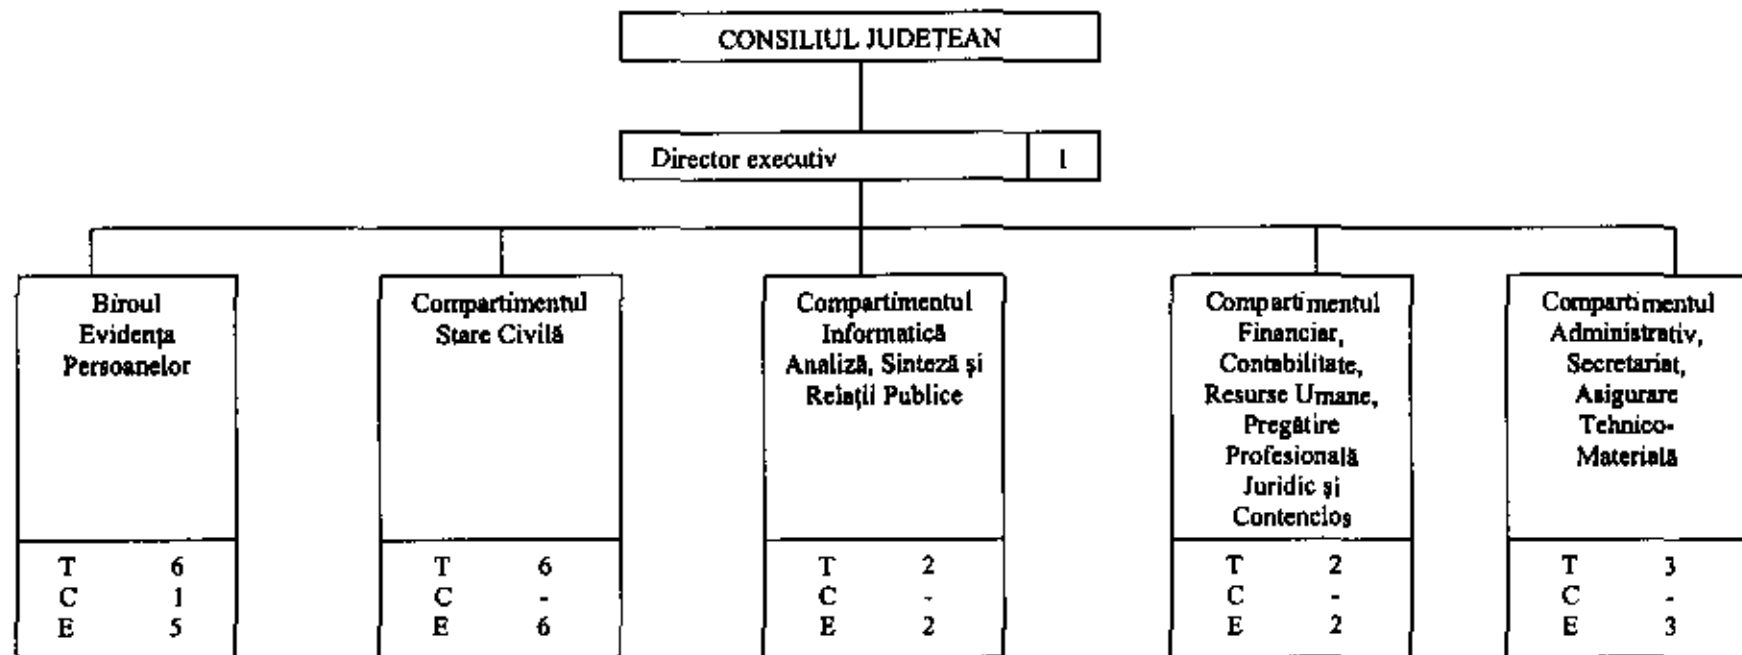 CONSILIUL JUDEȚEAN
Director executiv 1
Biroul
Evidența
Persoanelor
T 6
C 1
E 5
Compartimentul
Stare Civilă
T 6
C -
E 6
Compartimentul
Informatică
Analiză, Sinteză și
Relații Publice
T 2
C -
E 2
Compartimentul
Financiar,
Contabilitate,
Resurse Umane,
Pregătire
Profesională
Juridic și
Contencios
T 2
C -
E 2
Compartimentul
Administrativ,
Secretariat,
Asigurare
Tehnico-
Materială
T 3
C -
E 3